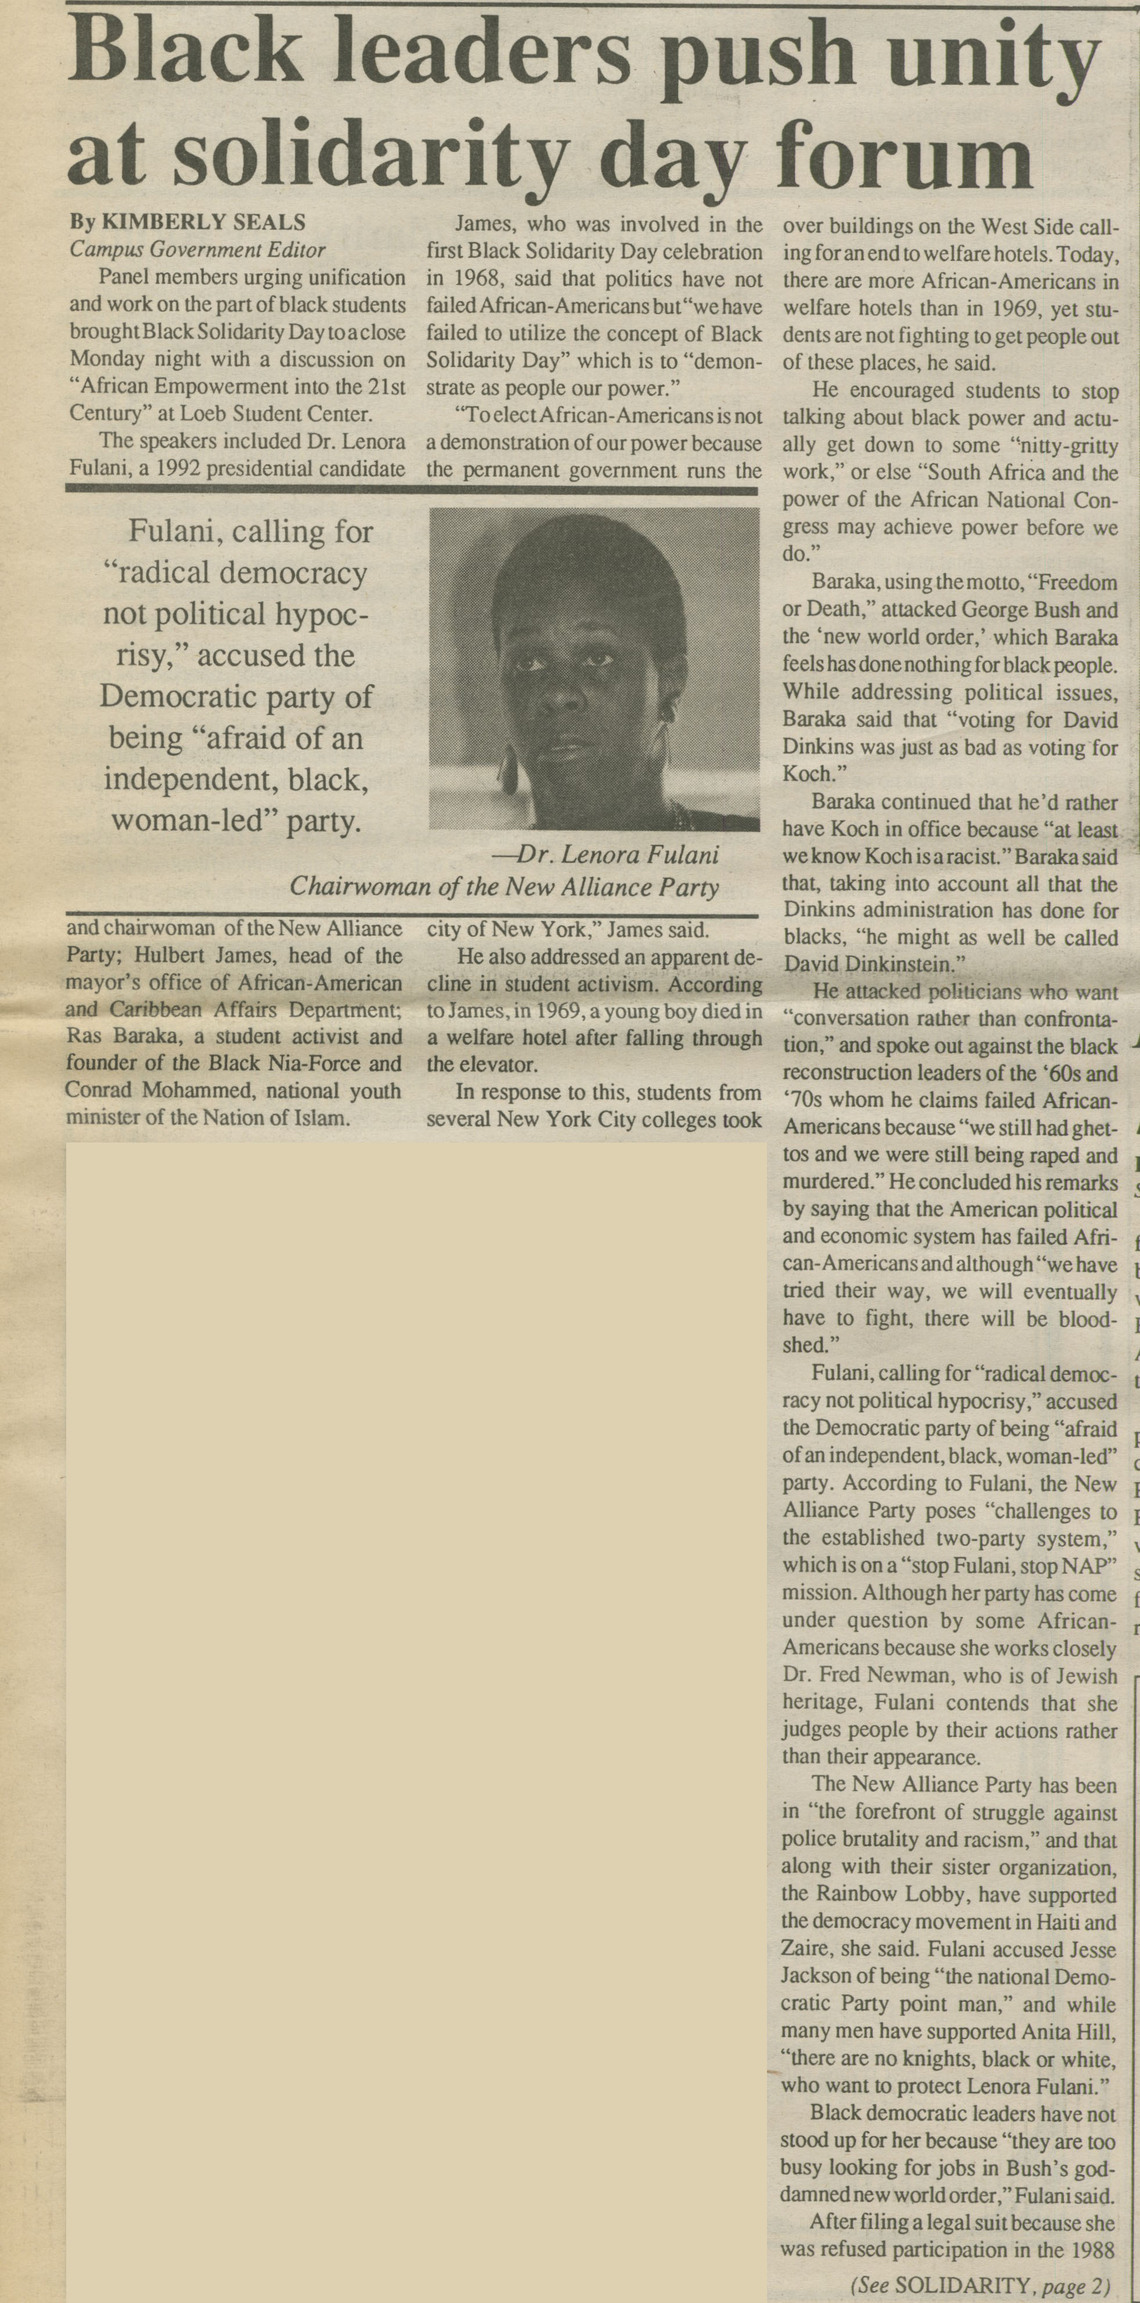 Black leaders push unity
at solidarity day forum
By KIMBERLY SEALS
Campus Government Editor
Panel members urging unification
and work on the part of black students
brought Black Solidarity Day to a close
Monday night with a discussion on
“African Empowerment into the 21st
Century” at Loeb Student Center.
The speakers included Dr. Lenora
Fulani, a 1992 presidential candidate
Fulani, calling for
“radical democracy
not political hypoc-
risy,” accused the
Democratic party of
being “afraid of an
independent, black,
woman-led” party.
—Dr. Lenora Fulani
Chairwoman of the New Alliance Party
and chairwoman of the New Alliance
Party; Hulbert James, head of the
mayor’s office of African-American
and Caribbean Affairs Department;
Ras Baraka, a student activist and
founder of the Black Nia-Force and
Conrad Mohammed, national youth
minister of the Nation of Islam.
James, who was involved in the
first Black Solidarity Day celebration
in 1968, said that politics have not
failed African-Americans but “we have
failed to utilize the concept of Black
Solidarity Day” which is to “demon-
strate as people our power.”
“To elect African-Americans is not
a demonstration of our power because
the permanent government runs the
city of New York,” James said.
He also addressed an apparent de-
cline in student activism. According
to James, in 1969, a young boy died in
a welfare hotel after falling through
the elevator.
In response to this, students from
several New York City colleges took
over buildings on the West Side call-
ing for an end to welfare hotels. Today,
there are more African-Americans in
welfare hotels than in 1969, yet stu-
dents are not fighting to get people out
of these places, he said.
He encouraged students to stop
talking about black power and actu-
ally get down to some “nitty-gritty
work,” or else “South Africa and the
power of the African National Con-
gress may achieve power before we
do.”
Baraka, using the motto, “Freedom
or Death,” attacked George Bush and
the ‘new world order,’ which Baraka
feels has done nothing for black people.
While addressing political issues,
Baraka said that “voting for David
Dinkins was just as bad as voting for
Koch.”
Baraka continued that he’d rather
have Koch in office because “at least
we know Koch is a racist.” Baraka said
that, taking into account all that the
Dinkins administration has done for
blacks, “he might as well be called
David Dinkinstein.”
He attacked politicians who want
“conversation rather than confronta-
tion,” and spoke out against the black
reconstruction leaders of the ‘60s and
‘70s whom he claims failed African-
Americans because “we still had ghet-
tos and we were still being raped and
murdered.” He concluded his remarks
by saying that the American political
and economic system has failed Afri-
can-Americans and although “we have
tried their way, we will eventually
have to fight, there will be blood-
shed.”
Fulani, calling for “radical democ-
racy not political hypocrisy,” accused
the Democratic party of being “afraid
of an independent, black, woman-led”
party. According to Fulani, the New
Alliance Party poses “challenges to
the established two-party system,”
which is on a “stop Fulani, stop NAP”
mission. Although her party has come
under question by some African-
Americans because she works closely
Dr. Fred Newman, who is of Jewish
heritage, Fulani contends that she
judges people by their actions rather
than their appearance.
The New Alliance Party has been
in “the forefront of struggle against
police brutality and racism,” and that
along with their sister organization,
the Rainbow Lobby, have supported
the democracy movement in Haiti and
Zaire, she said. Fulani accused Jesse
Jackson of being “the national Demo-
cratic Party point man,” and while
many men have supported Anita Hill,
“there are no knights, black or white,
who want to protect Lenora Fulani.”
Black democratic leaders have not
stood up for her because “they are too
busy looking for jobs in Bush’s god-
damned new world order,” Fulani said.
After filing a legal suit because she
was refused participation in the 1988
(See SOLIDARITY, page 2)